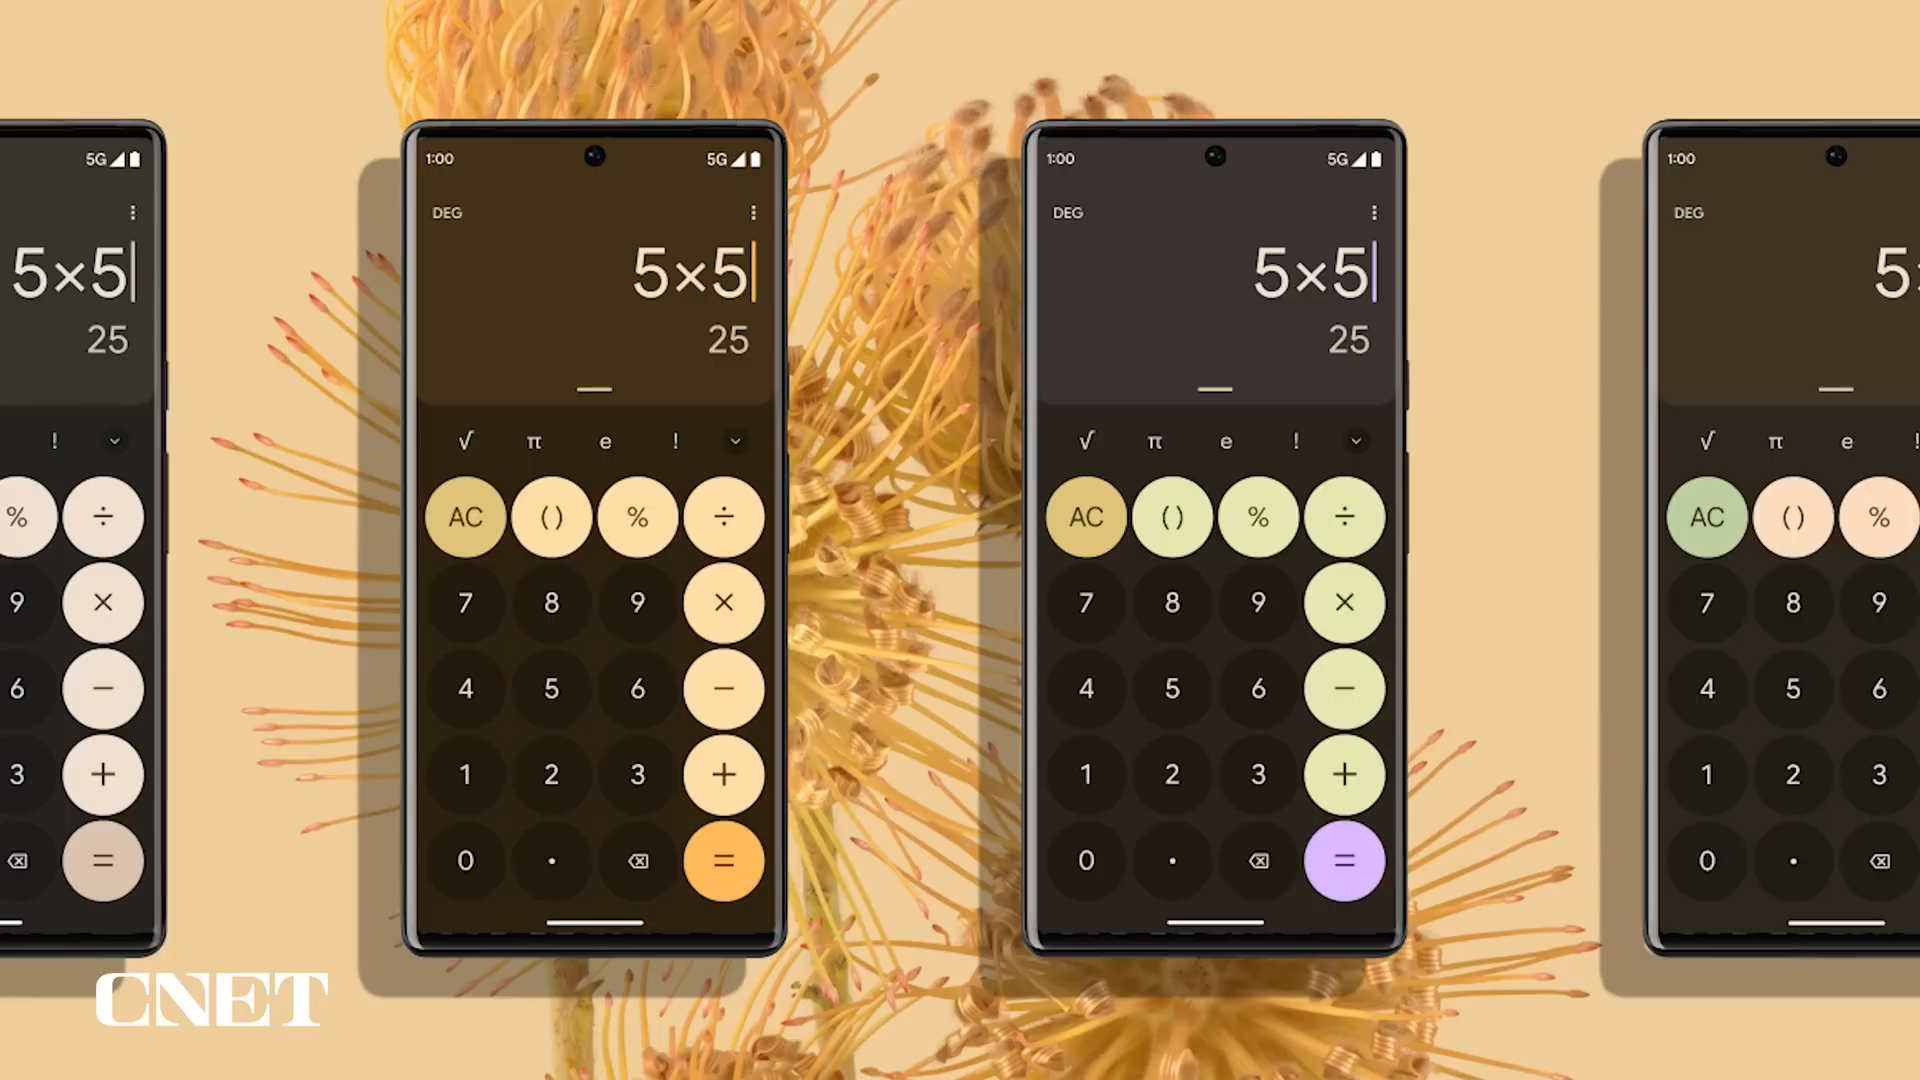 5G
5×5
25
!
% ÷
9 ×
6 −
3 +
=
1:00 5G
DEG
5×5
25
√ π e !
AC () % ÷
7 8 9 ×
4 5 6 −
1 2 3 +
0 . =
1:00 5G
DEG
5×5
25
√ π e !
AC () % ÷
7 8 9 ×
4 5 6 −
1 2 3 +
0 . =
1:00
DEG
5
√ π e !
AC () %
7 8 9
4 5 6
1 2 3
0 .
CNET